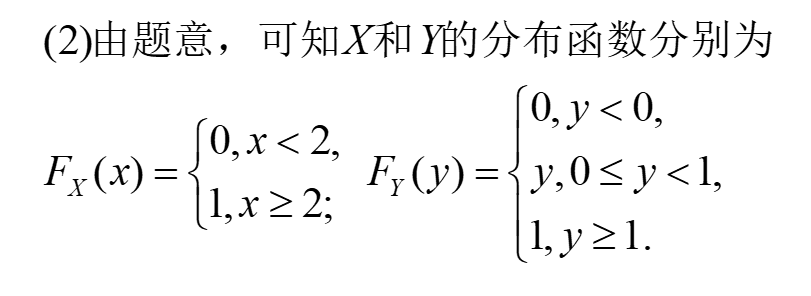 (2)由题意，可知X和Y的分布函数分别为
F_X(x)={0,x<2, 1,x≥2; F_Y(y)={0,y<0, y,0≤y<1, 1,y≥1.